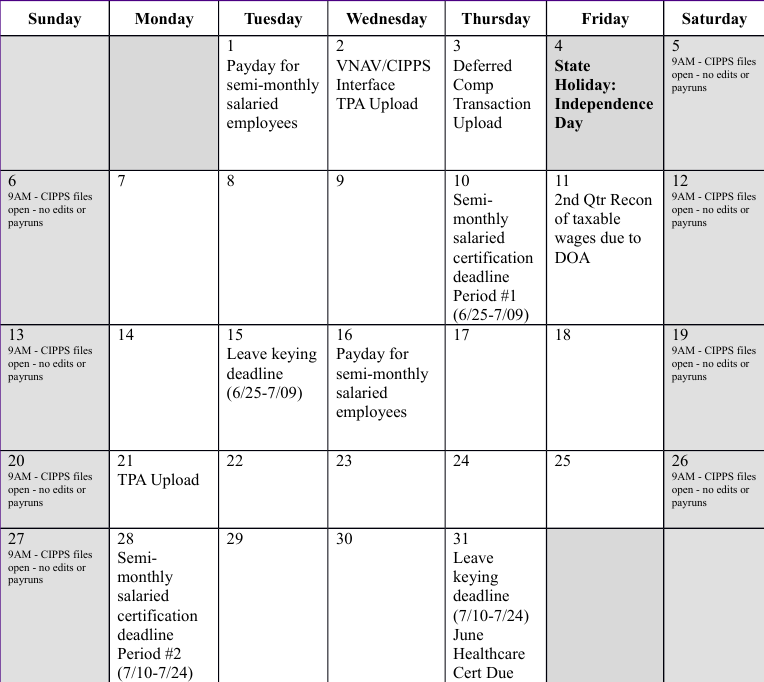 Sunday Monday Tuesday Wednesday Thursday Friday Saturday
1
Payday for
semi-monthly
salaried
employees
2
VNAV/CIPPS
Interface
TPA Upload
3
Deferred
Comp
Transaction
Upload
4
State
Holiday:
Independence
Day
5
9AM - CIPPS files
open - no edits or
payruns
6
9AM - CIPPS files
open - no edits or
payruns
7
8
9
10
Semi-
monthly
salaried
certification
deadline
Period #1
(6/25-7/09)
11
2nd Qtr Recon
of taxable
wages due to
DOA
12
9AM - CIPPS files
open - no edits or
payruns
13
9AM - CIPPS files
open - no edits or
payruns
14
15
Leave keying
deadline
(6/25-7/09)
16
Payday for
semi-monthly
salaried
employees
17
18
19
9AM - CIPPS files
open - no edits or
payruns
20
9AM - CIPPS files
open - no edits or
payruns
21
TPA Upload
22
23
24
25
26
9AM - CIPPS files
open - no edits or
payruns
27
9AM - CIPPS files
open - no edits or
payruns
28
Semi-
monthly
salaried
certification
deadline
Period #2
(7/10-7/24)
29
30
31
Leave
keying
deadline
(7/10-7/24)
June
Healthcare
Cert Due